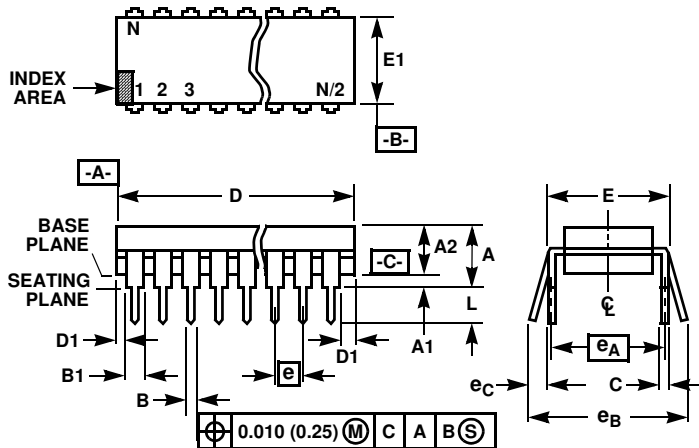 N
INDEX
AREA
1 2 3 N/2
E1
-B-
-A-
D
E
BASE
PLANE
-C-
A2
A
SEATING
PLANE
L
℄
D1
A1
D1
e
eA
B1
eC
C
B
eB
0.010 (0.25) Ⓜ C A B Ⓢ